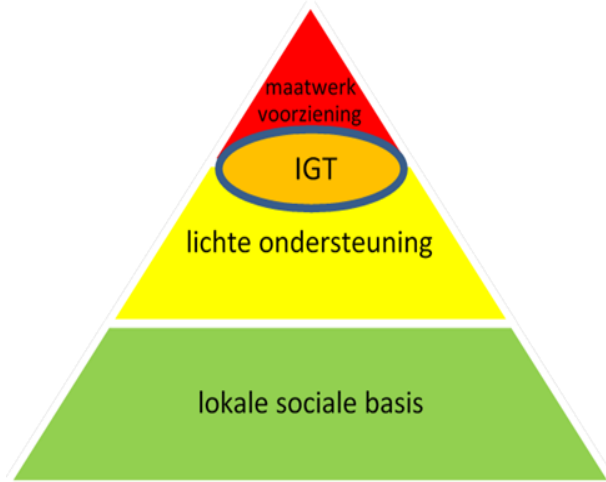 maatwerk
voorziening
IGT
lichte ondersteuning
lokale sociale basis